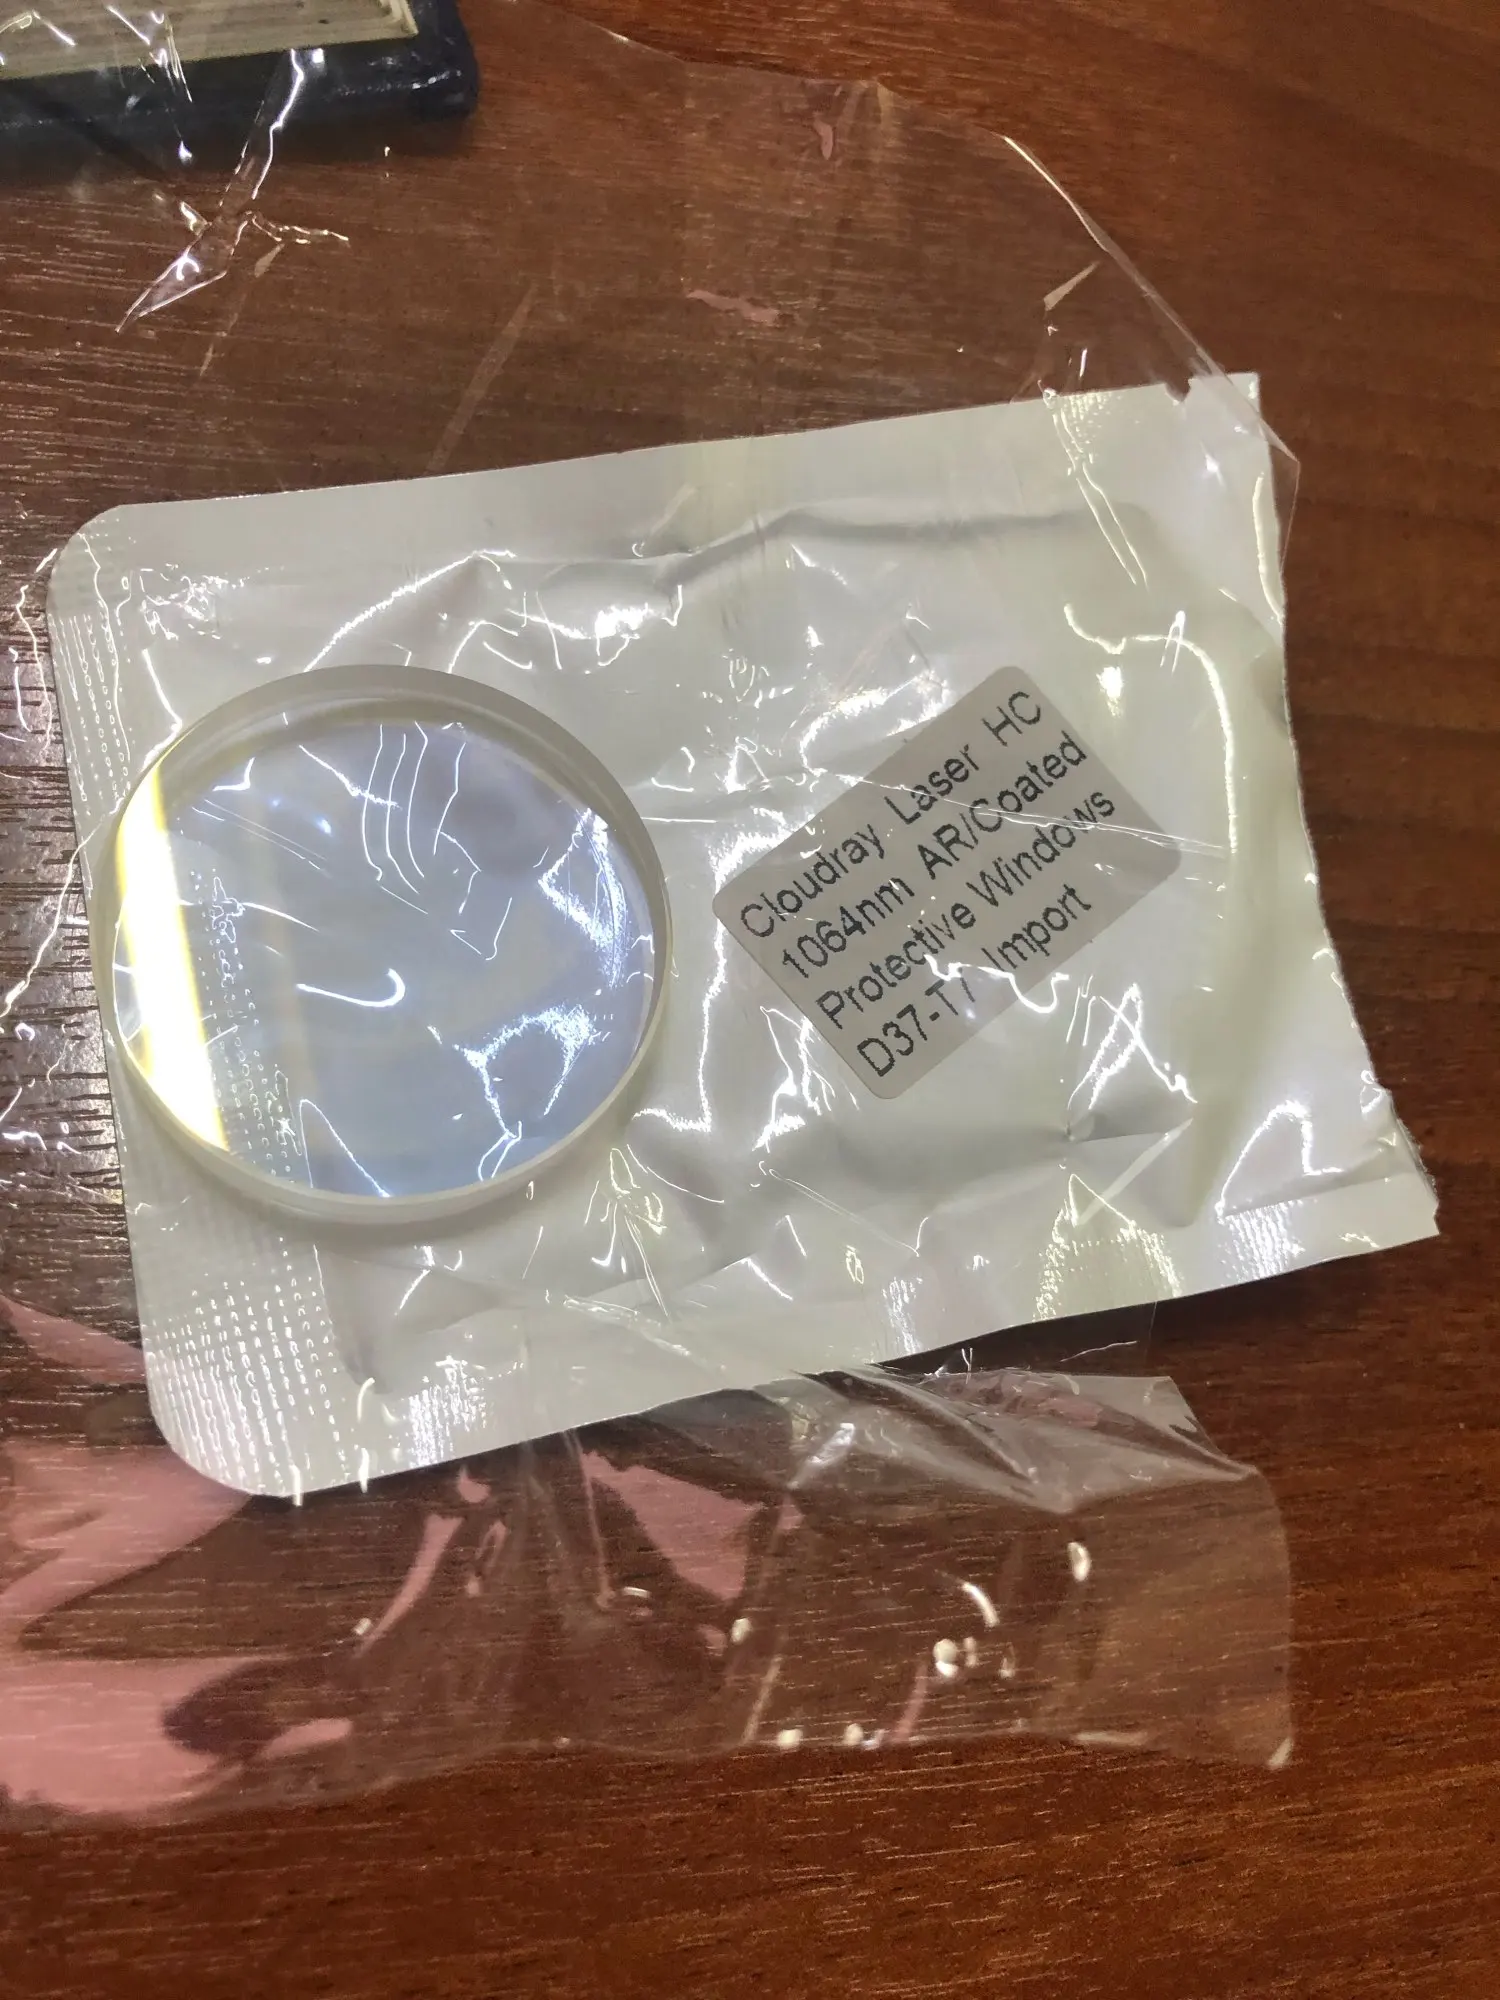 Cloudray Laser HC
1064nm AR/Coated
Protective Windows
D37-T7 Import